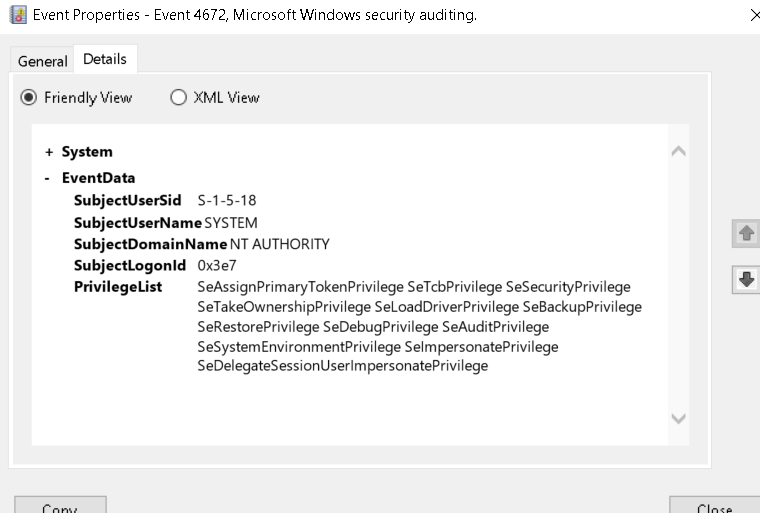 Event Properties - Event 4672, Microsoft Windows security auditing.
General Details
Friendly View XML View
+ System
- EventData
SubjectUserSid S-1-5-18
SubjectUserName SYSTEM
SubjectDomainName NT AUTHORITY
SubjectLogonId 0x3e7
PrivilegeList SeAssignPrimaryTokenPrivilege SeTcbPrivilege SeSecurityPrivilege
SeTakeOwnershipPrivilege SeLoadDriverPrivilege SeBackupPrivilege
SeRestorePrivilege SeDebugPrivilege SeAuditPrivilege
SeSystemEnvironmentPrivilege SeImpersonatePrivilege
SeDelegateSessionUserImpersonatePrivilege
Copy Close